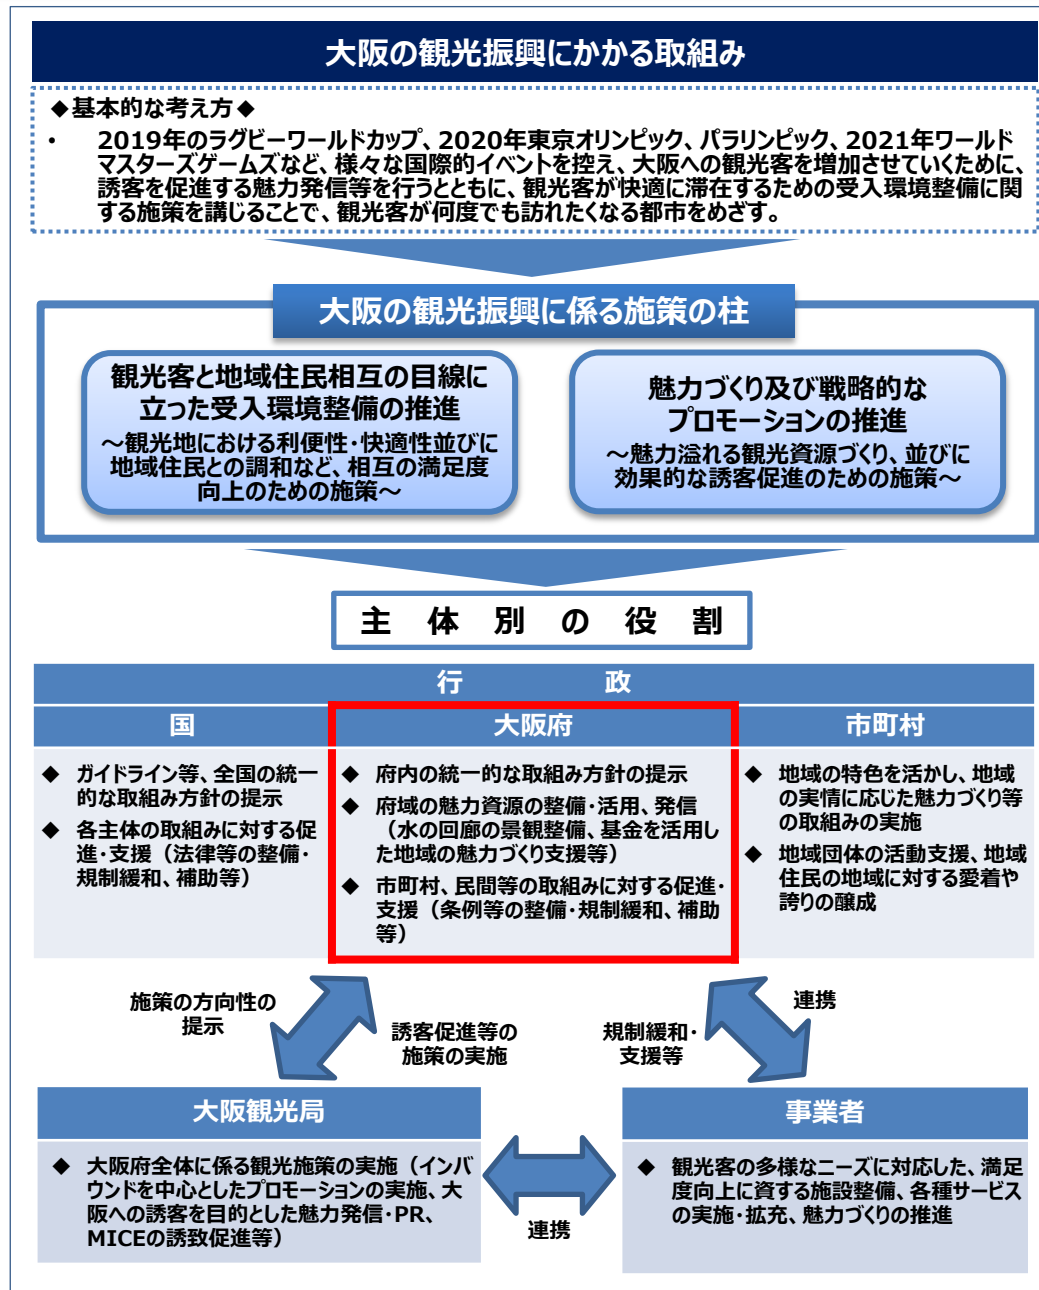 大阪の観光振興にかかる取組み
◆基本的な考え方◆
・ 2019年のラグビーワールドカップ、2020年東京オリンピック、パラリンピック、2021年ワールド
マスターズゲームズなど、様々な国際的イベントを控え、大阪への観光客を増加させていくために、
誘客を促進する魅力発信等を行うとともに、観光客が快適に滞在するための受入環境整備に関
する施策を講じることで、観光客が何度でも訪れたくなる都市をめざす。
大阪の観光振興に係る施策の柱
観光客と地域住民相互の目線に
立った受入環境整備の推進
～観光地における利便性・快適性並びに
地域住民との調和など、相互の満足度
向上のための施策～
魅力づくり及び戦略的な
プロモーションの推進
～魅力溢れる観光資源づくり、並びに
効果的な誘客促進のための施策～
主 体 別 の 役 割
行 政
国
◆ ガイドライン等、全国の統一
的な取組み方針の提示
◆ 各主体の取組みに対する促
進・支援（法律等の整備・
規制緩和、補助等）
大阪府
◆ 府内の統一的な取組み方針の提示
◆ 府域の魅力資源の整備・活用、発信
（水の回廊の景観整備、基金を活用し
た地域の魅力づくり支援等）
◆ 市町村、民間等の取組みに対する促進・
支援（条例等の整備・規制緩和、補助
等）
市町村
◆ 地域の特色を活かし、地域
の実情に応じた魅力づくり等
の取組みの実施
◆ 地域団体の活動支援、地域
住民の地域に対する愛着や
誇りの醸成
施策の方向性の
提示
誘客促進等の
施策の実施
規制緩和・
支援等
連携
大阪観光局
◆ 大阪府全体に係る観光施策の実施（インバ
ウンドを中心としたプロモーションの実施、大
阪への誘客を目的とした魅力発信・PR、
MICEの誘致促進等）
連携
事業者
◆ 観光客の多様なニーズに対応した、満足
度向上に資する施設整備、各種サービス
の実施・拡充、魅力づくりの推進